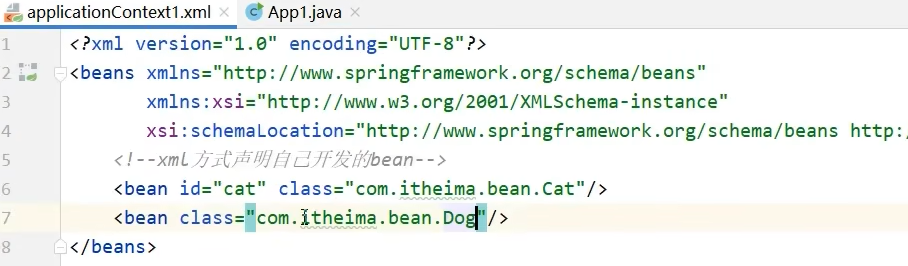 applicationContext1.xml × App1.java ×
1 <?xml version="1.0" encoding="UTF-8"?>
2 <beans xmlns="http://www.springframework.org/schema/beans"
3 xmlns:xsi="http://www.w3.org/2001/XMLSchema-instance"
4 xsi:schemaLocation="http://www.springframework.org/schema/beans http:/
5 <!--xml方式声明自己开发的bean-->
6 <bean id="cat" class="com.itheima.bean.Cat"/>
7 <bean class="com.itheima.bean.Dog"/>
8 </beans>